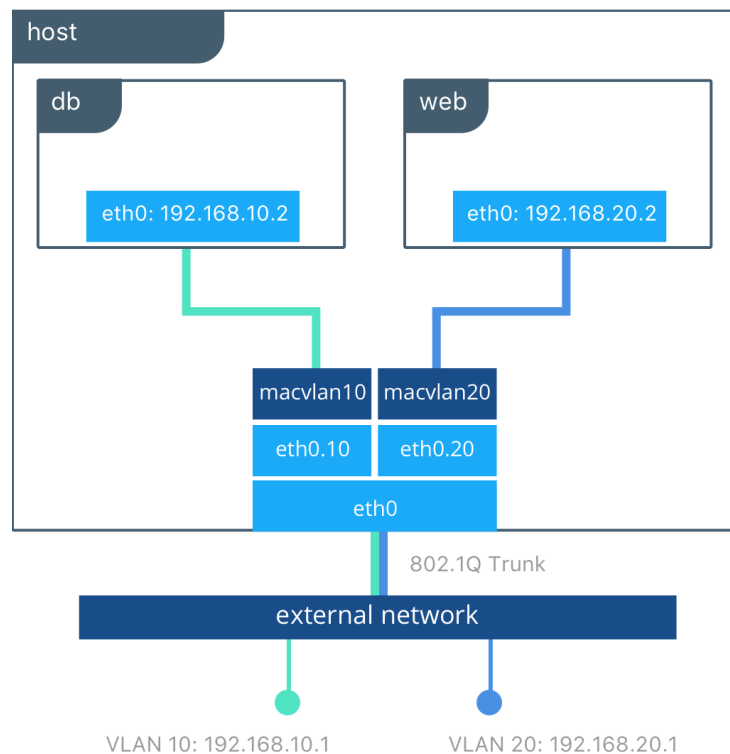 host
db
web
eth0: 192.168.10.2
eth0: 192.168.20.2
macvlan10
macvlan20
eth0.10
eth0.20
eth0
802.1Q Trunk
external network
VLAN 10: 192.168.10.1
VLAN 20: 192.168.20.1